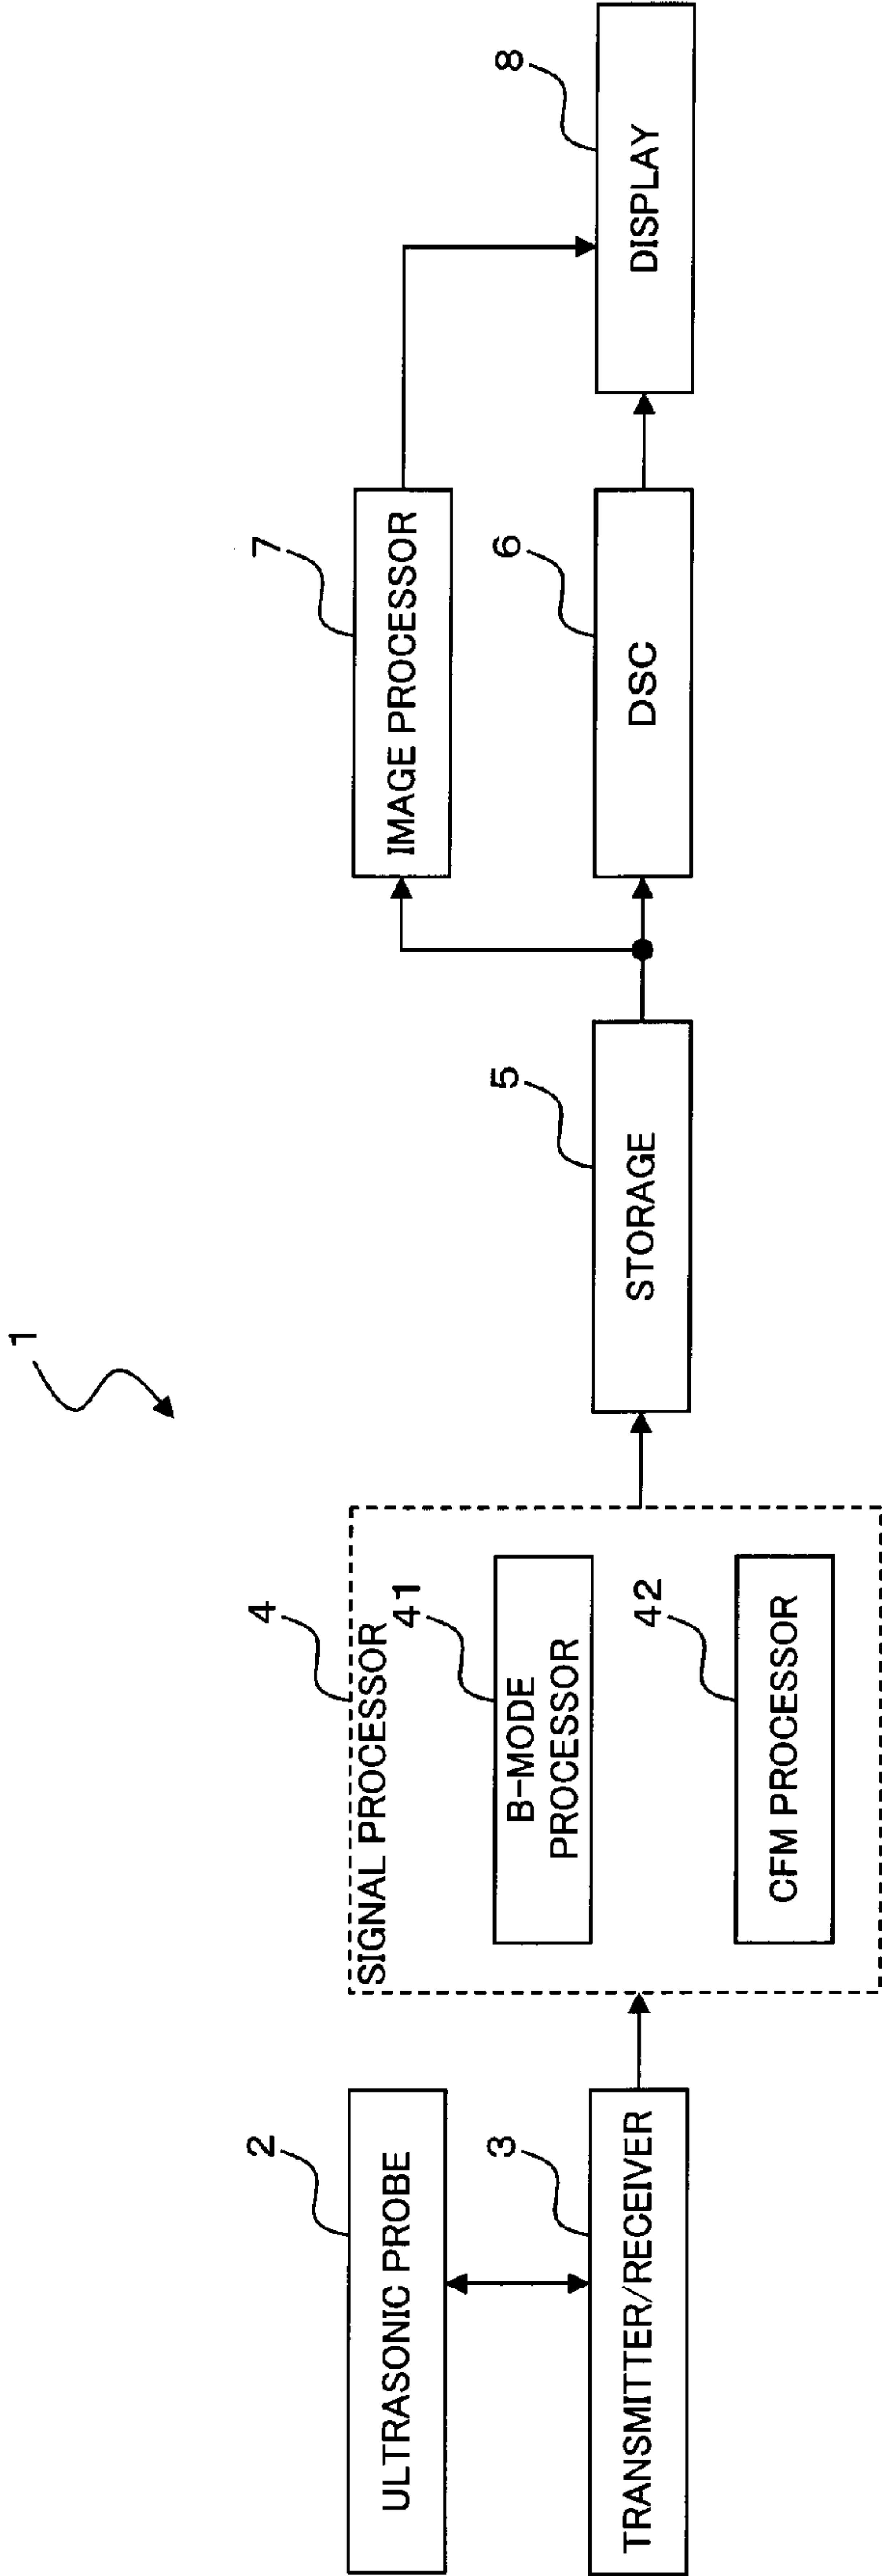 1
2
ULTRASONIC PROBE
3
TRANSMITTER/RECEIVER
4
SIGNAL PROCESSOR
41
B-MODE
PROCESSOR
42
CFM PROCESSOR
5
STORAGE
7
IMAGE PROCESSOR
6
DSC
8
DISPLAY